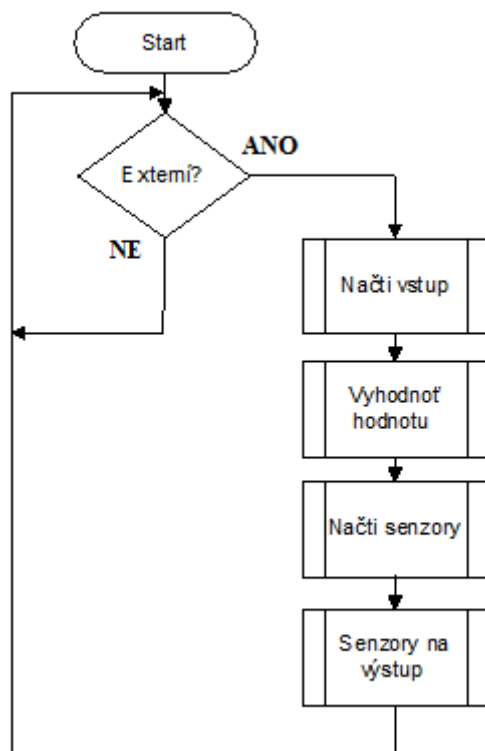 Start
Externí?
ANO
NE
Načti vstup
Vyhodnoť
hodnotu
Načti senzory
Senzory na
výstup